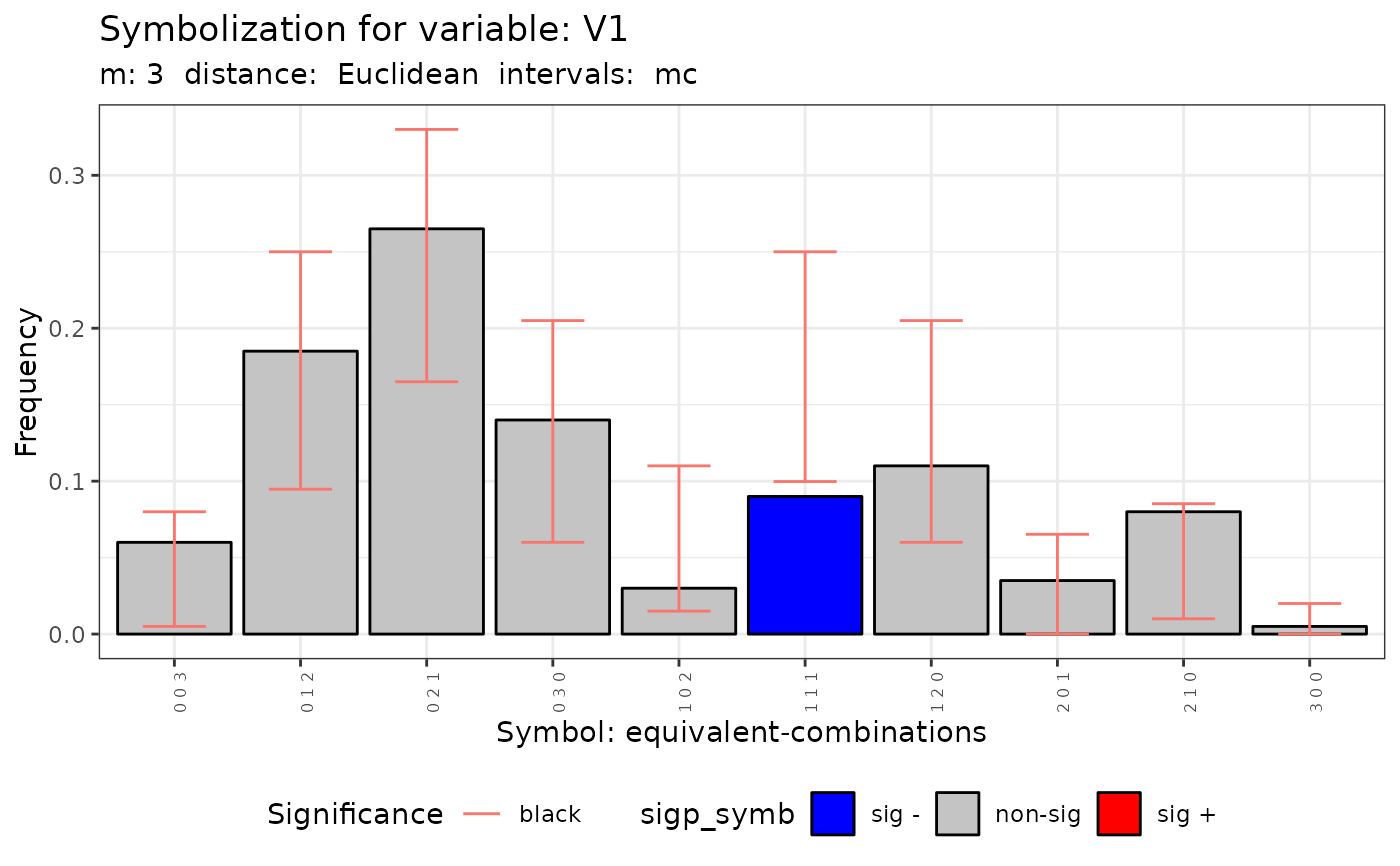 Symbolization for variable: V1
m: 3 distance: Euclidean intervals: mc
Frequency
0.3
0.2
0.1
0.0
0 0 3
0 1 2
0 2 1
0 3 0
1 0 2
1 1 1
1 2 0
2 0 1
2 1 0
3 0 0
Symbol: equivalent-combinations
Significance black sigp_symb sig - non-sig sig +